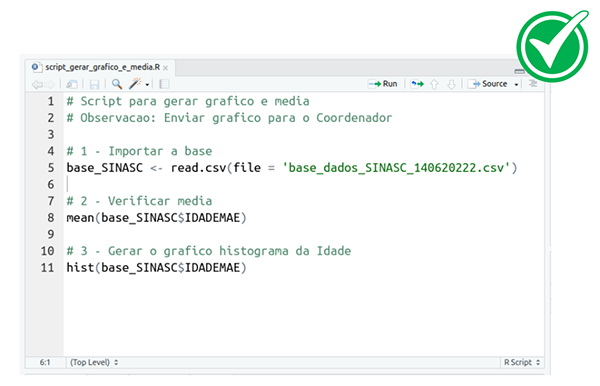 script_gerar_grafico_e_media.R
Run
Source
1 # Script para gerar grafico e media
2 # Observacao: Enviar grafico para o Coordenador
3
4 # 1 - Importar a base
5 base_SINASC <- read.csv(file = 'base_dados_SINASC_140620222.csv')
6
7 # 2 - Verificar media
8 mean(base_SINASC$IDADEMAE)
9
10 # 3 - Gerar o grafico histograma da Idade
11 hist(base_SINASC$IDADEMAE)
6:1 (Top Level) R Script